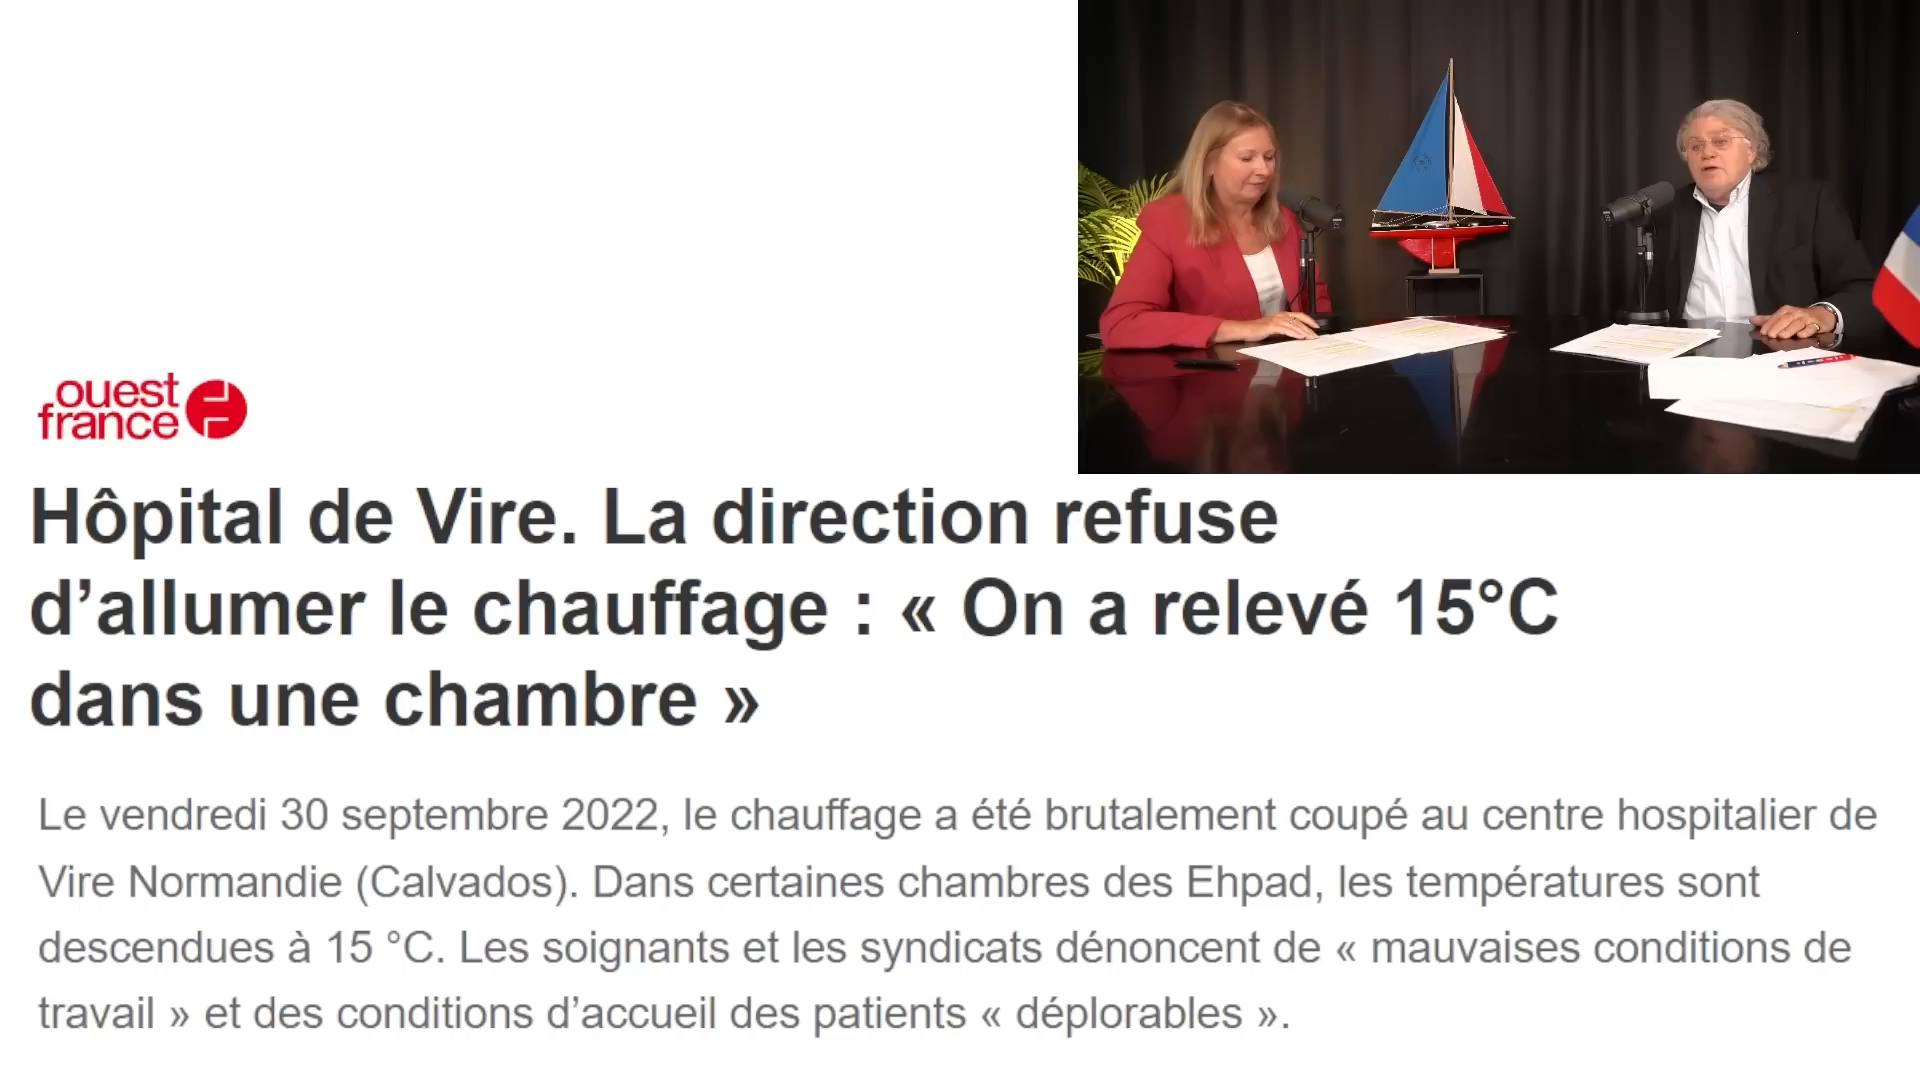 ouest
france
Hôpital de Vire. La direction refuse
d’allumer le chauffage : « On a relevé 15°C
dans une chambre »
Le vendredi 30 septembre 2022, le chauffage a été brutalement coupé au centre hospitalier de
Vire Normandie (Calvados). Dans certaines chambres des Ehpad, les températures sont
descendues à 15 °C. Les soignants et les syndicats dénoncent de « mauvaises conditions de
travail » et des conditions d’accueil des patients « déplorables ».